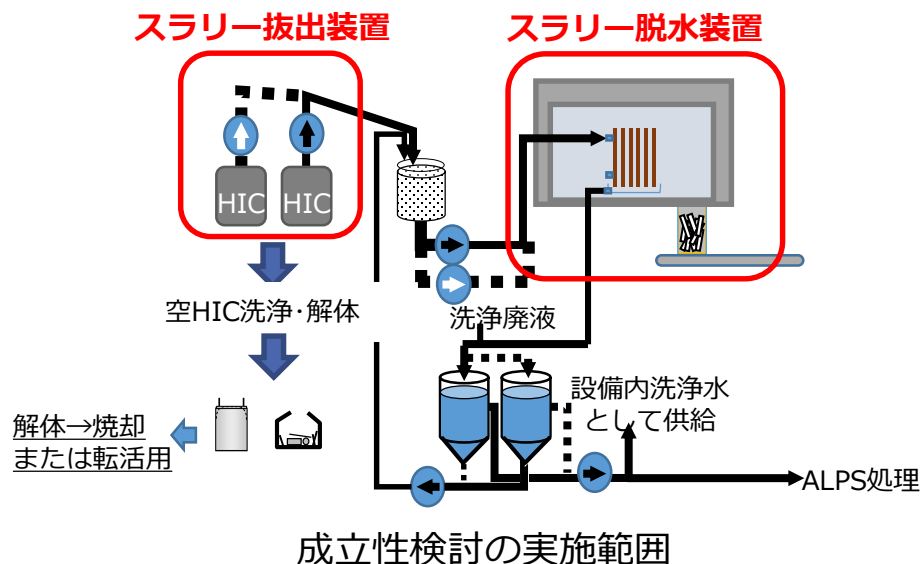 スラリー抜出装置
スラリー脱水装置
HIC
HIC
空HIC洗浄･解体
洗浄廃液
設備内洗浄水
として供給
解体→焼却
または転活用
ALPS処理
成立性検討の実施範囲